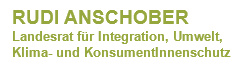 RUDI ANSCHOBER
Landesrat für Integration, Umwelt,
Klima- und KonsumentInnenschutz